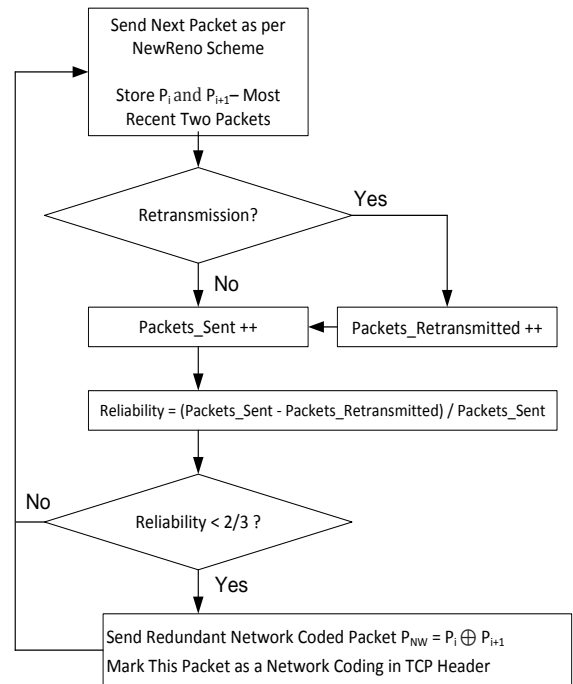 Send Next Packet as per
NewReno Scheme
Store Pi and Pi+1– Most
Recent Two Packets
Retransmission?
Yes
No
Packets_Sent ++
Packets_Retransmitted ++
Reliability = (Packets_Sent - Packets_Retransmitted) / Packets_Sent
No
Reliability < 2/3 ?
Yes
Send Redundant Network Coded Packet PNW = Pi ⊕ Pi+1
Mark This Packet as a Network Coding in TCP Header